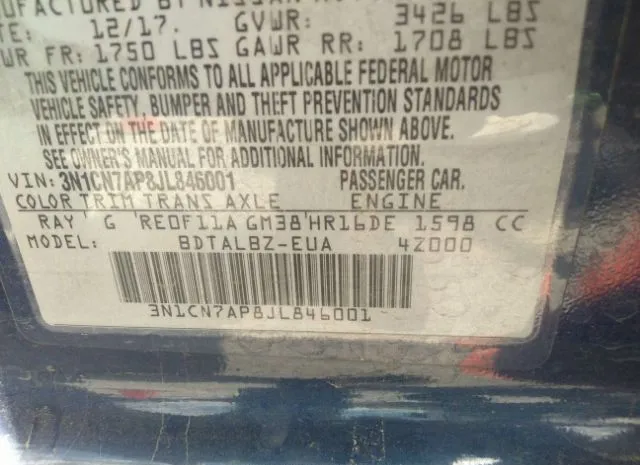 BY NISSAN
12/17. GVWR: 3426 LBS
FR: 1750 LBS GAWR RR: 1708 LBS
THIS VEHICLE CONFORMS TO ALL APPLICABLE FEDERAL MOTOR
VEHICLE SAFETY, BUMPER AND THEFT PREVENTION STANDARDS
IN EFFECT ON THE DATE OF MANUFACTURE SHOWN ABOVE.
SEE OWNER'S MANUAL FOR ADDITIONAL INFORMATION.
VIN: 3N1CN7AP8JL846001 PASSENGER CAR.
COLOR TRIM TRANS AXLE ENGINE
RAY G RE0F11A GM38 HR16DE 1598 CC
MODEL: BDTALBZ-EUA 4Z000
3N1CN7AP8JL846001